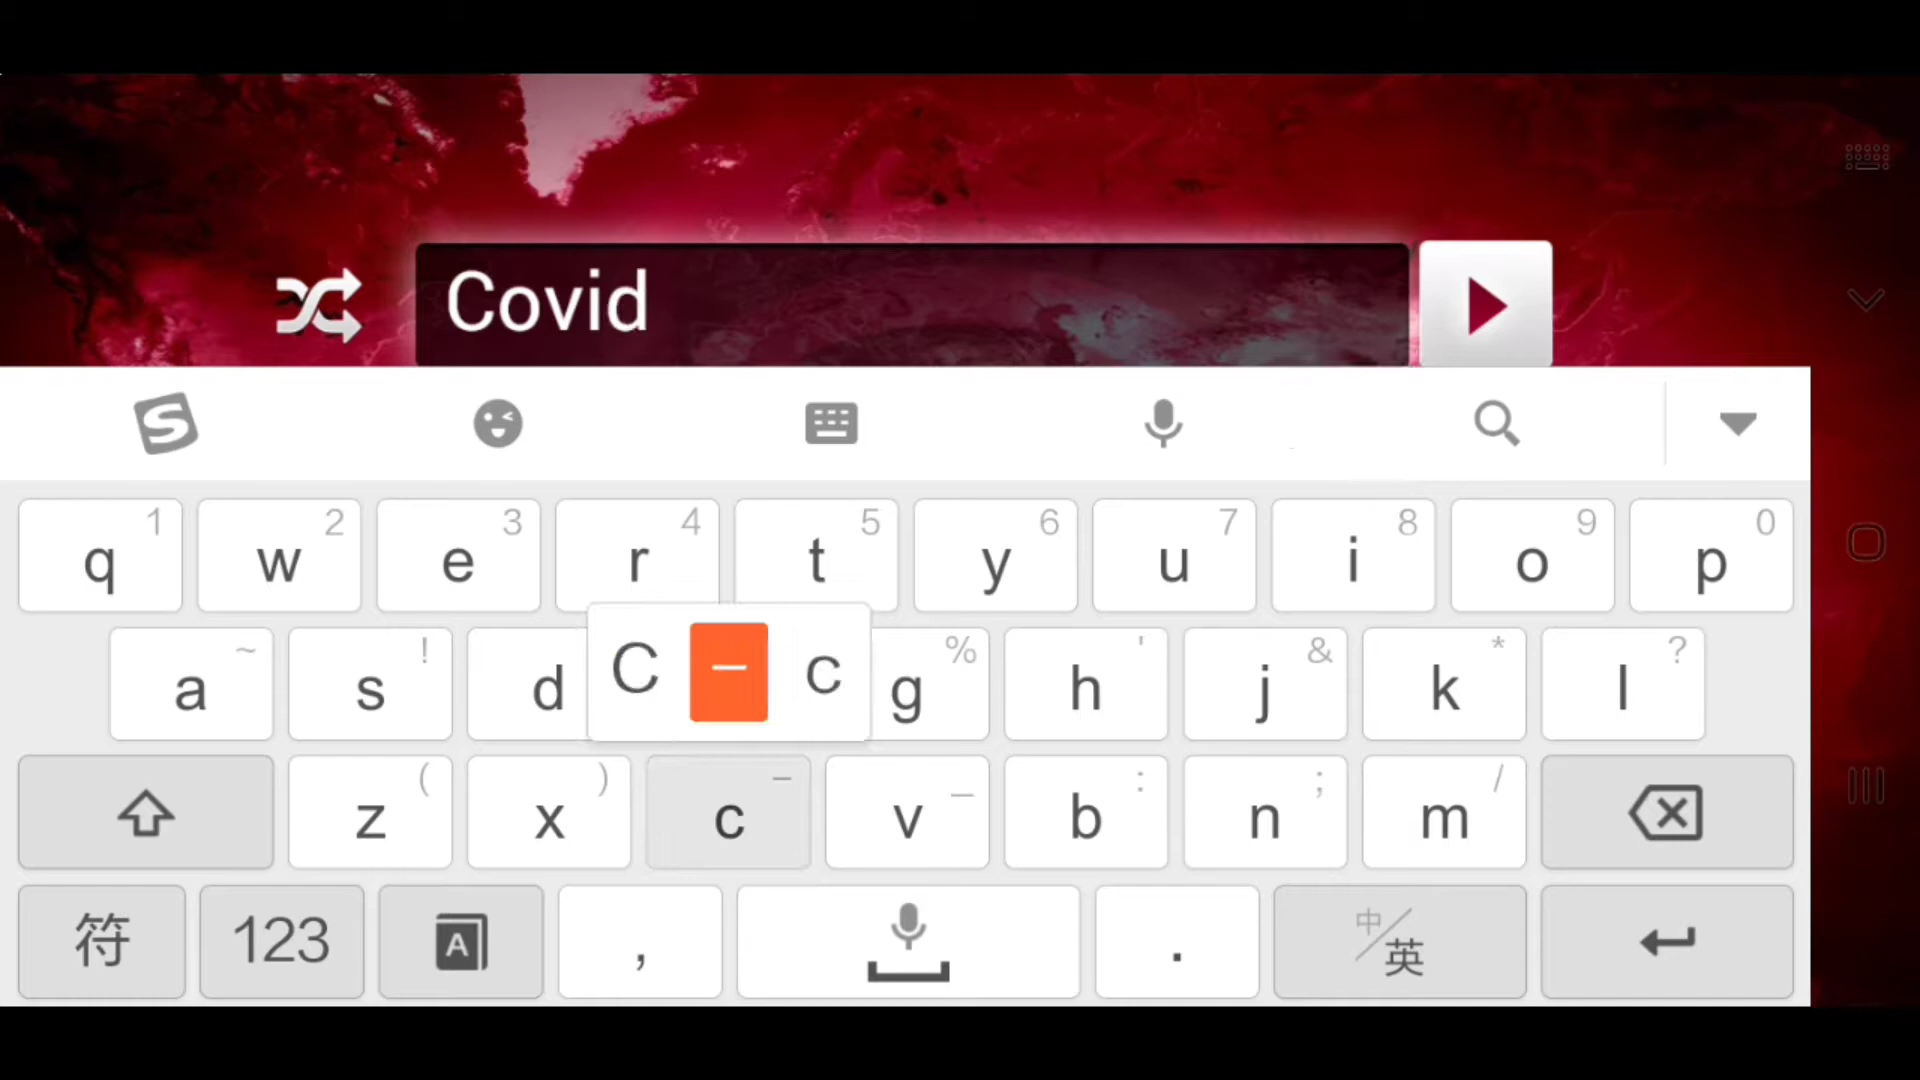 Covid
1 2 3 4 5 6 7 8 9 0
q w e r t y u i o p
~ ! % ' & * ?
a s d C – c g h j k l
( ) – _ : ; /
z x c v b n m
符 123 A , . 中/英